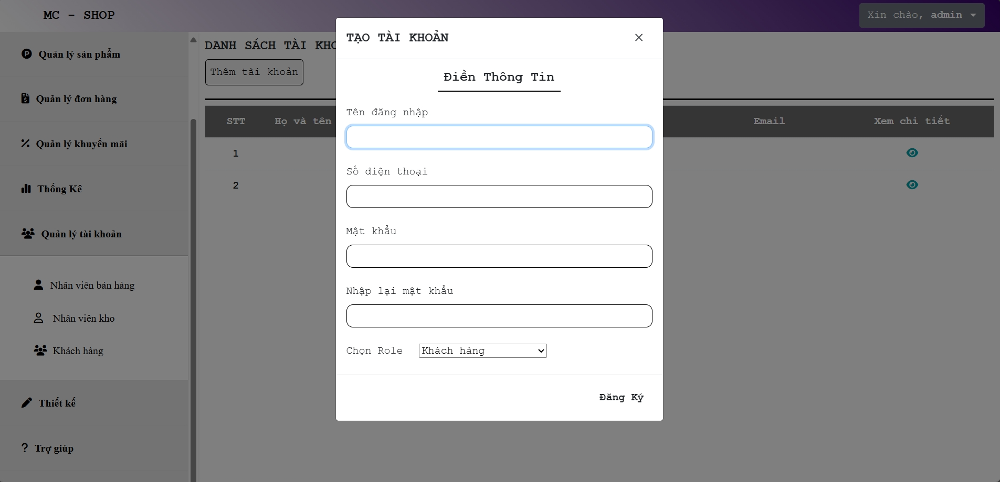 MC - SHOP
Xin chào, admin
Quản lý sản phẩm
Quản lý đơn hàng
Quản lý khuyến mãi
Thống Kê
Quản lý tài khoản
Nhân viên bán hàng
Nhân viên kho
Khách hàng
Thiết kế
Trợ giúp
DANH SÁCH TÀI KHO
Thêm tài khoản
STT Họ và tên Email Xem chi tiết
1
2
TẠO TÀI KHOẢN
Điền Thông Tin
Tên đăng nhập
Số điện thoại
Mật khẩu
Nhập lại mật khẩu
Chọn Role Khách hàng
Đăng Ký